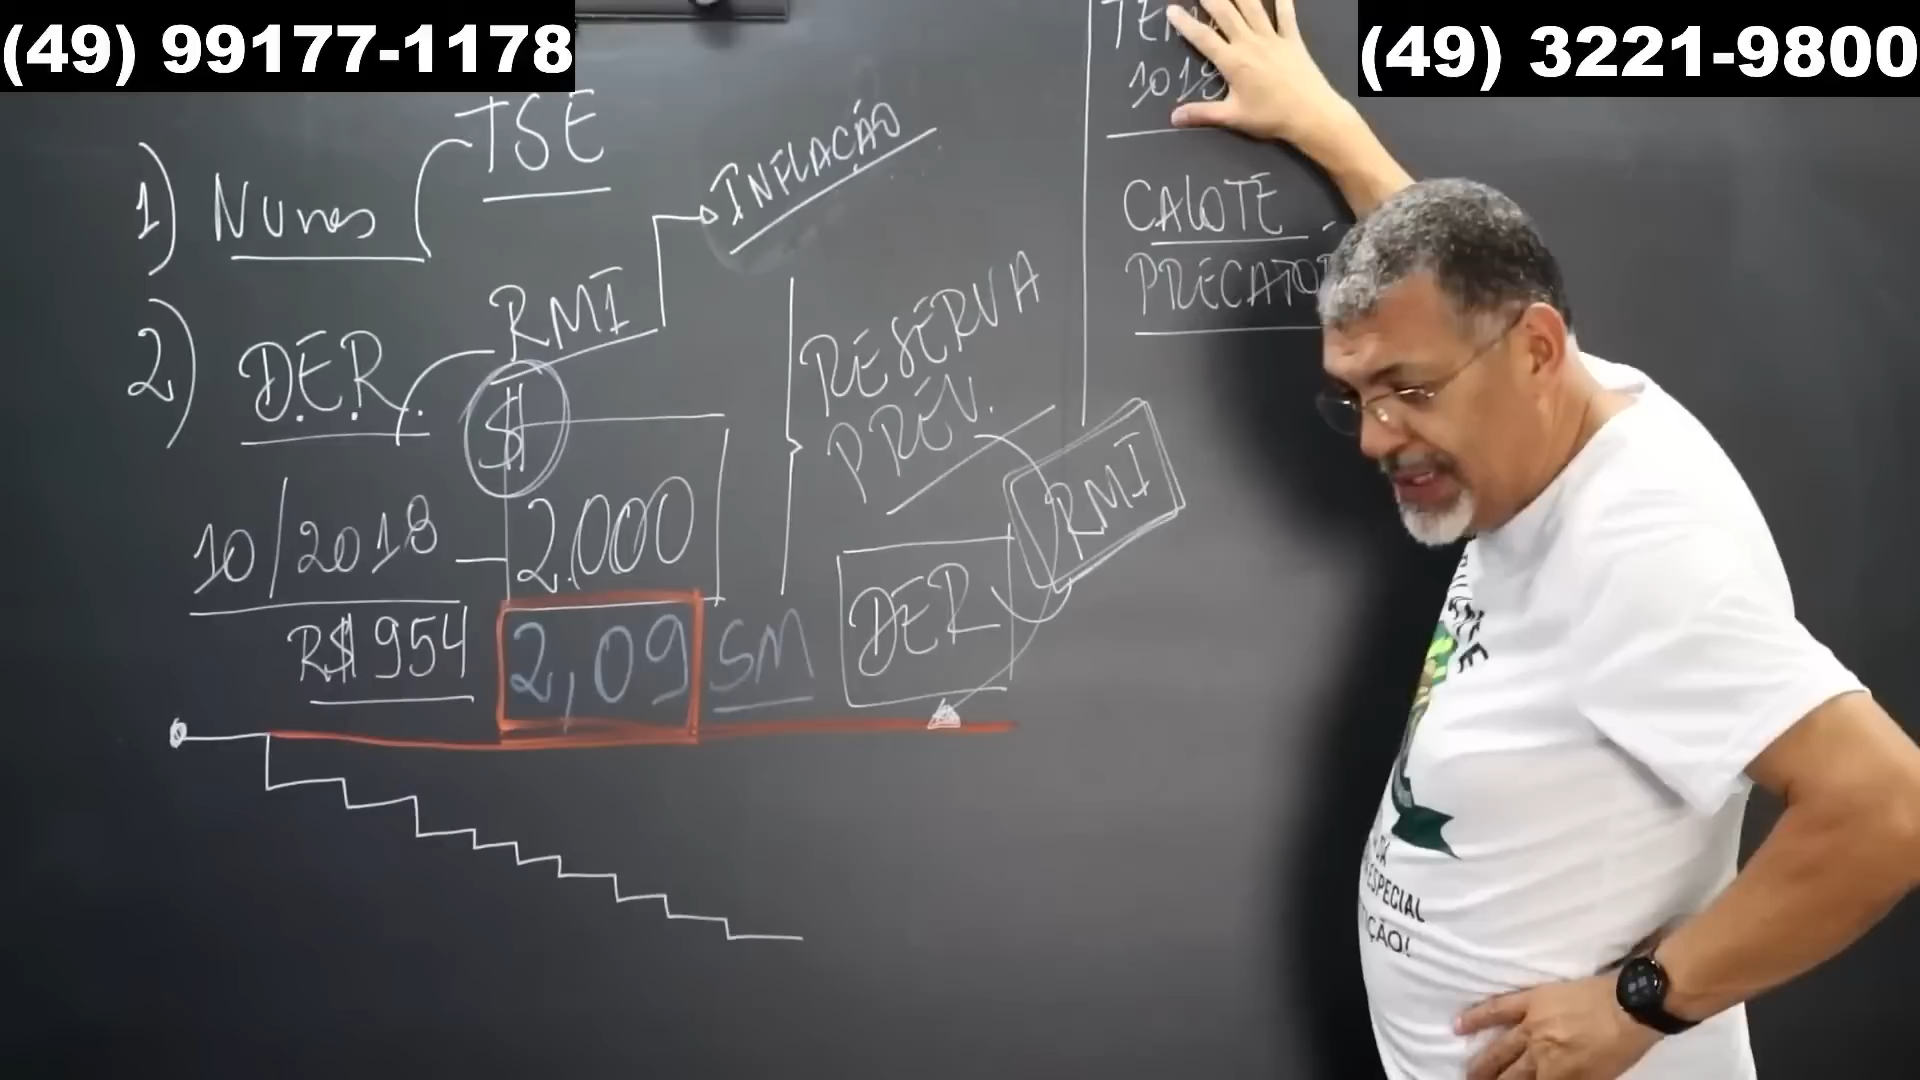 (49) 99177-1178
(49) 3221-9800
1) Nunes
TSE
INFLAÇÃO
2) D.E.R.
RMI
$
10/2018
2.000
R$ 954
2,09 SM
RESERVA
PREV.
DER
RMI
CALOTE
ESPECIAL